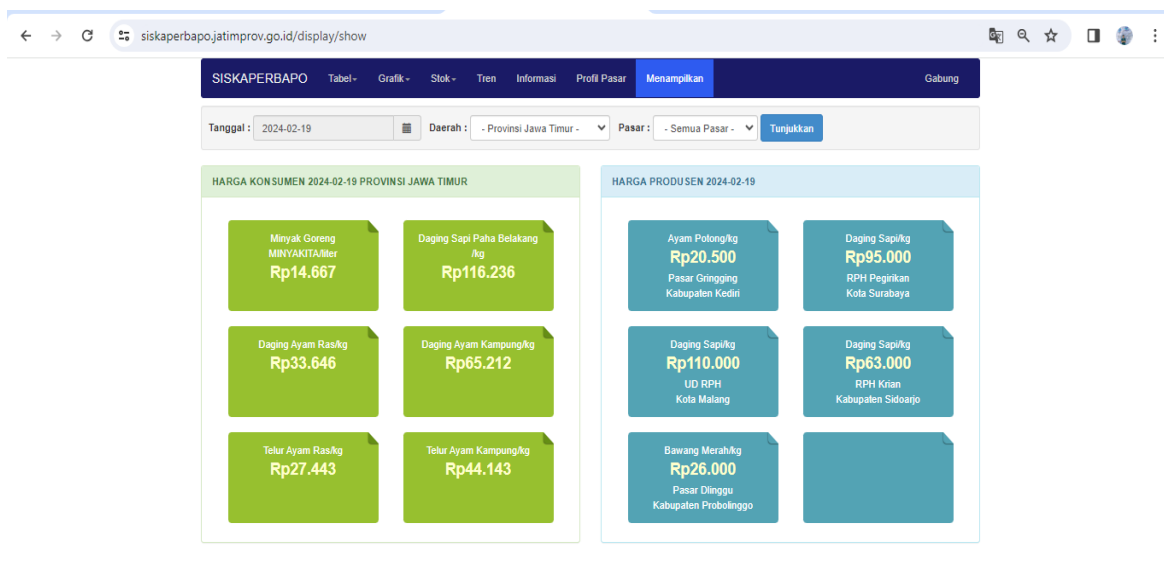 siskaperbapo.jatimprov.go.id/display/show
SISKAPERBAPO Tabel Grafik Stok Tren Informasi Profil Pasar Menampilkan Gabung
Tanggal : 2024-02-19 Daerah : - Provinsi Jawa Timur - Pasar : - Semua Pasar - Tunjukkan
HARGA KONSUMEN 2024-02-19 PROVINSI JAWA TIMUR
Minyak Goreng
MINYAKITA/liter
Rp14.667
Daging Sapi Paha Belakang
/kg
Rp116.236
Daging Ayam Ras/kg
Rp33.646
Daging Ayam Kampung/kg
Rp65.212
Telur Ayam Ras/kg
Rp27.443
Telur Ayam Kampung/kg
Rp44.143
HARGA PRODUSEN 2024-02-19
Ayam Potong/kg
Rp20.500
Pasar Gringging
Kabupaten Kediri
Daging Sapi/kg
Rp95.000
RPH Pegirikan
Kota Surabaya
Daging Sapi/kg
Rp110.000
UD RPH
Kota Malang
Daging Sapi/kg
Rp63.000
RPH Krian
Kabupaten Sidoarjo
Bawang Merah/kg
Rp26.000
Pasar Dlinggu
Kabupaten Probolinggo